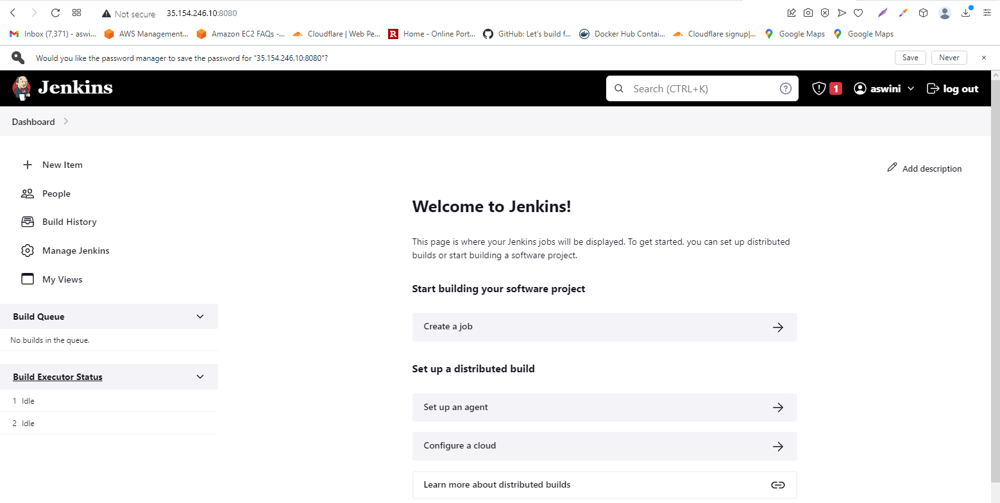 Not secure 35.154.246.10:8080
Inbox (7,371) - aswi... AWS Management... Amazon EC2 FAQs -... Cloudflare | Web Pe... Home - Online Port... GitHub: Let's build f... Docker Hub Contai... Cloudflare signup|... Google Maps Google Maps
Would you like the password manager to save the password for "35.154.246.10:8080"? Save Never
Jenkins Search (CTRL+K) 1 aswini log out
Dashboard
New Item
People
Build History
Manage Jenkins
My Views
Build Queue
No builds in the queue.
Build Executor Status
1 Idle
2 Idle
Add description
Welcome to Jenkins!
This page is where your Jenkins jobs will be displayed. To get started, you can set up distributed
builds or start building a software project.
Start building your software project
Create a job
Set up a distributed build
Set up an agent
Configure a cloud
Learn more about distributed builds